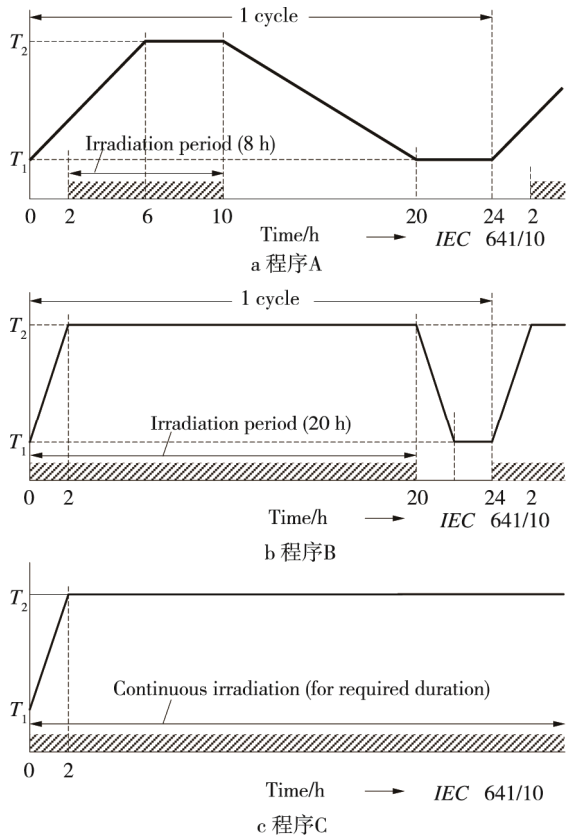 1 cycle
T2
Irradiation period (8 h)
T1
0 2 6 10 20 24 2
Time/h IEC 641/10
a 程序A
1 cycle
T2
Irradiation period (20 h)
T1
0 2 20 24 2
Time/h IEC 641/10
b 程序B
T2
Continuous irradiation (for required duration)
T1
0 2
Time/h IEC 641/10
c 程序C